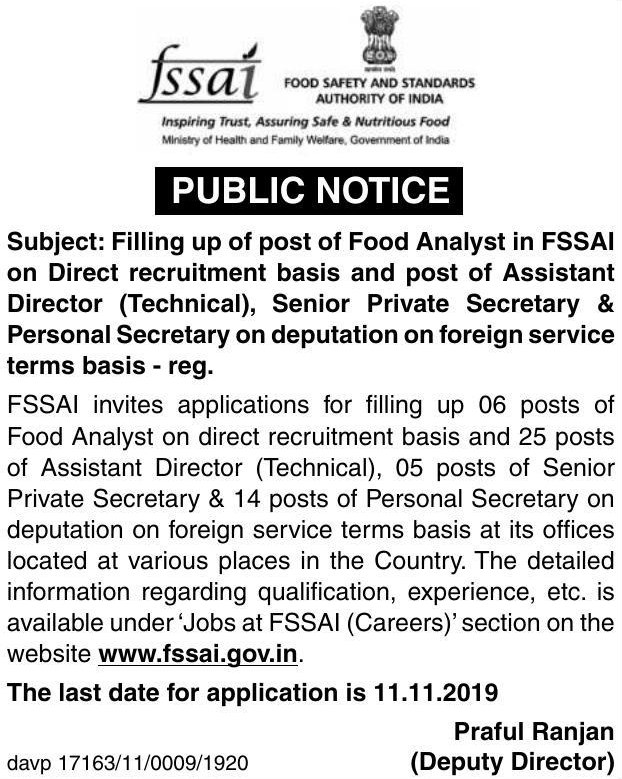 fssai
FOOD SAFETY AND STANDARDS
AUTHORITY OF INDIA
Inspiring Trust, Assuring Safe & Nutritious Food
Ministry of Health and Family Welfare, Government of India
PUBLIC NOTICE
Subject: Filling up of post of Food Analyst in FSSAI
on Direct recruitment basis and post of Assistant
Director (Technical), Senior Private Secretary &
Personal Secretary on deputation on foreign service
terms basis - reg.
FSSAI invites applications for filling up 06 posts of
Food Analyst on direct recruitment basis and 25 posts
of Assistant Director (Technical), 05 posts of Senior
Private Secretary & 14 posts of Personal Secretary on
deputation on foreign service terms basis at its offices
located at various places in the Country. The detailed
information regarding qualification, experience, etc. is
available under ‘Jobs at FSSAI (Careers)’ section on the
website www.fssai.gov.in.
The last date for application is 11.11.2019
Praful Ranjan
davp 17163/11/0009/1920 (Deputy Director)